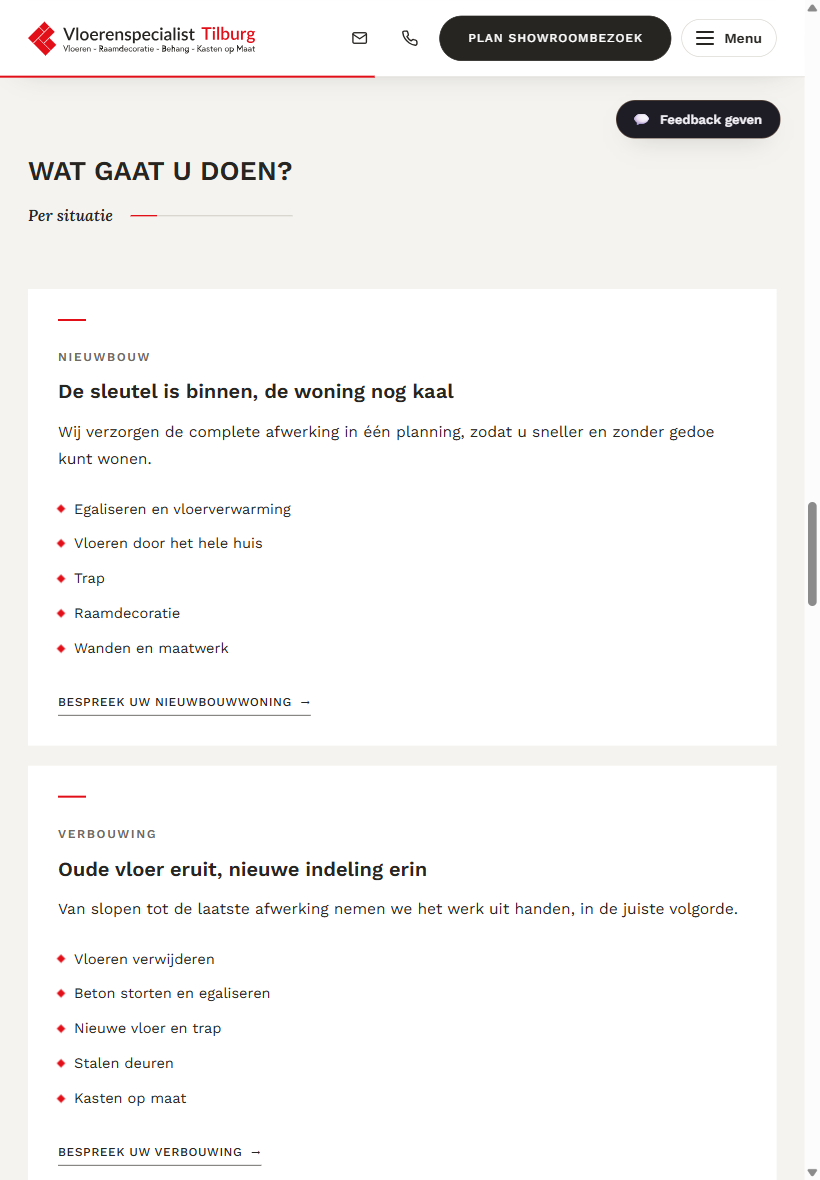 Vloerenspecialist Tilburg
Vloeren - Raamdecoratie - Behang - Kasten op Maat
PLAN SHOWROOMBEZOEK
Menu
Feedback geven
WAT GAAT U DOEN?
Per situatie
NIEUWBOUW
De sleutel is binnen, de woning nog kaal
Wij verzorgen de complete afwerking in één planning, zodat u sneller en zonder gedoe
kunt wonen.
Egaliseren en vloerverwarming
Vloeren door het hele huis
Trap
Raamdecoratie
Wanden en maatwerk
BESPREEK UW NIEUWBOUWWONING →
VERBOUWING
Oude vloer eruit, nieuwe indeling erin
Van slopen tot de laatste afwerking nemen we het werk uit handen, in de juiste volgorde.
Vloeren verwijderen
Beton storten en egaliseren
Nieuwe vloer en trap
Stalen deuren
Kasten op maat
BESPREEK UW VERBOUWING →